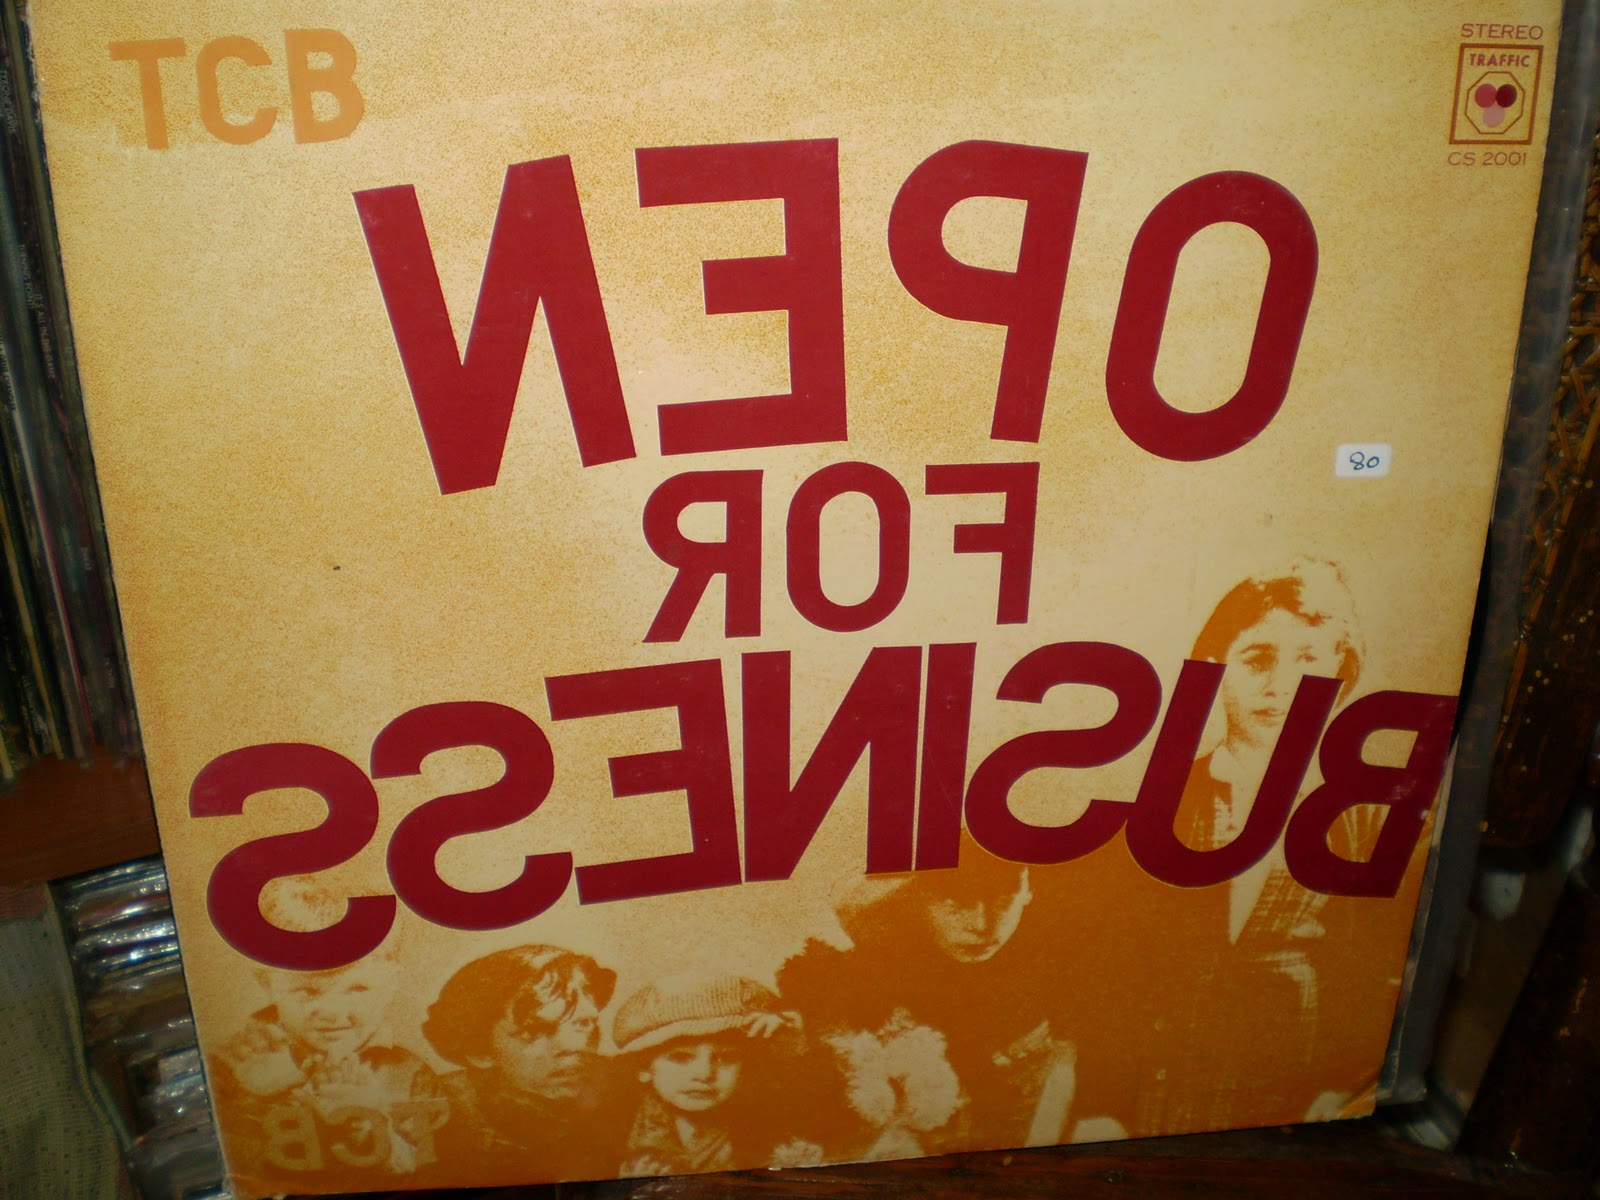 TCB
STEREO
TRAFFIC
CS 2001
OPEN
FOR
BUSINESS
80
TCB